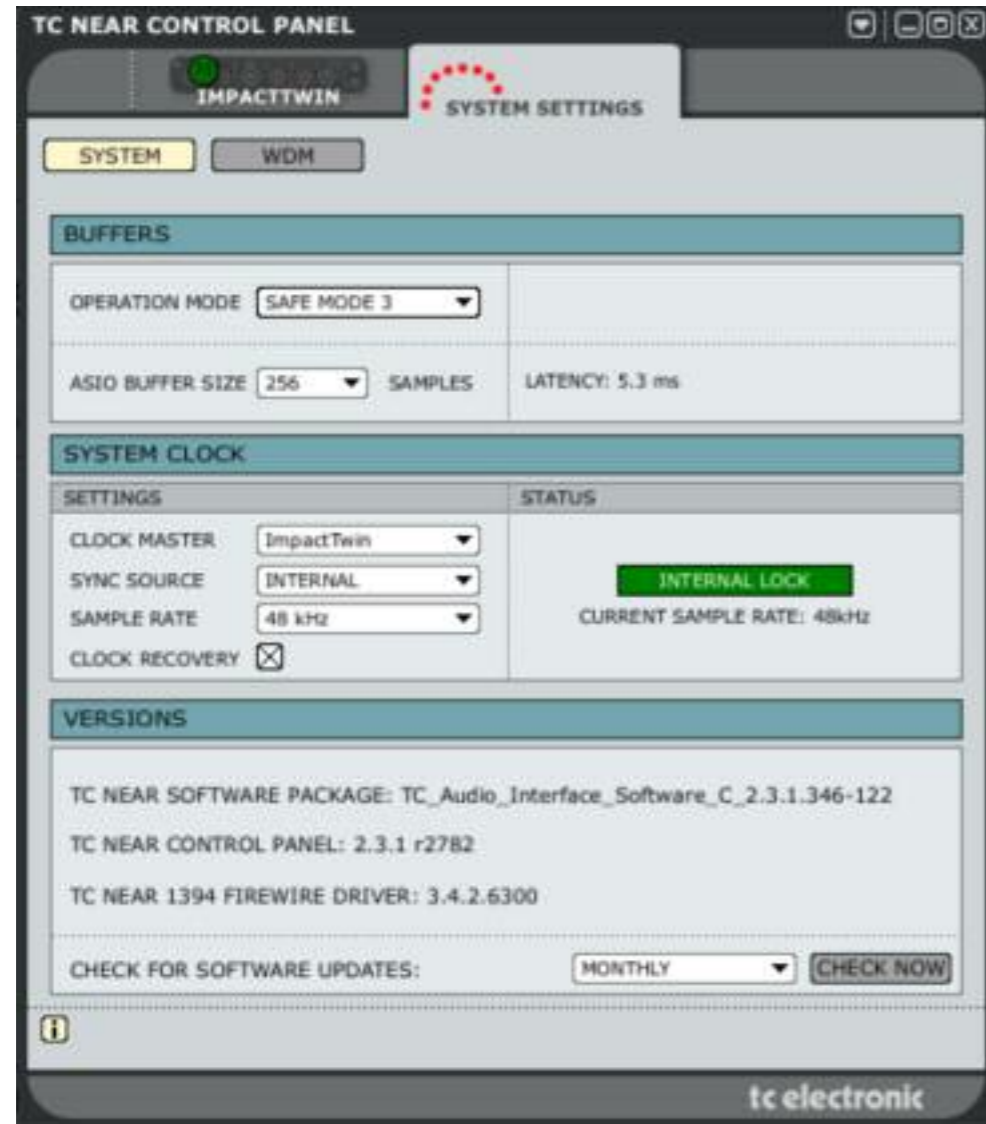 TC NEAR CONTROL PANEL
IMPACTTWIN
SYSTEM SETTINGS
SYSTEM WDM
BUFFERS
OPERATION MODE SAFE MODE 3
ASIO BUFFER SIZE 256 SAMPLES LATENCY: 5.3 ms
SYSTEM CLOCK
SETTINGS STATUS
CLOCK MASTER ImpactTwin
SYNC SOURCE INTERNAL INTERNAL LOCK
SAMPLE RATE 48 kHz CURRENT SAMPLE RATE: 48kHz
CLOCK RECOVERY
VERSIONS
TC NEAR SOFTWARE PACKAGE: TC_Audio_Interface_Software_C_2.3.1.346-122
TC NEAR CONTROL PANEL: 2.3.1 r2782
TC NEAR 1394 FIREWIRE DRIVER: 3.4.2.6300
CHECK FOR SOFTWARE UPDATES: MONTHLY CHECK NOW
i
tc electronic